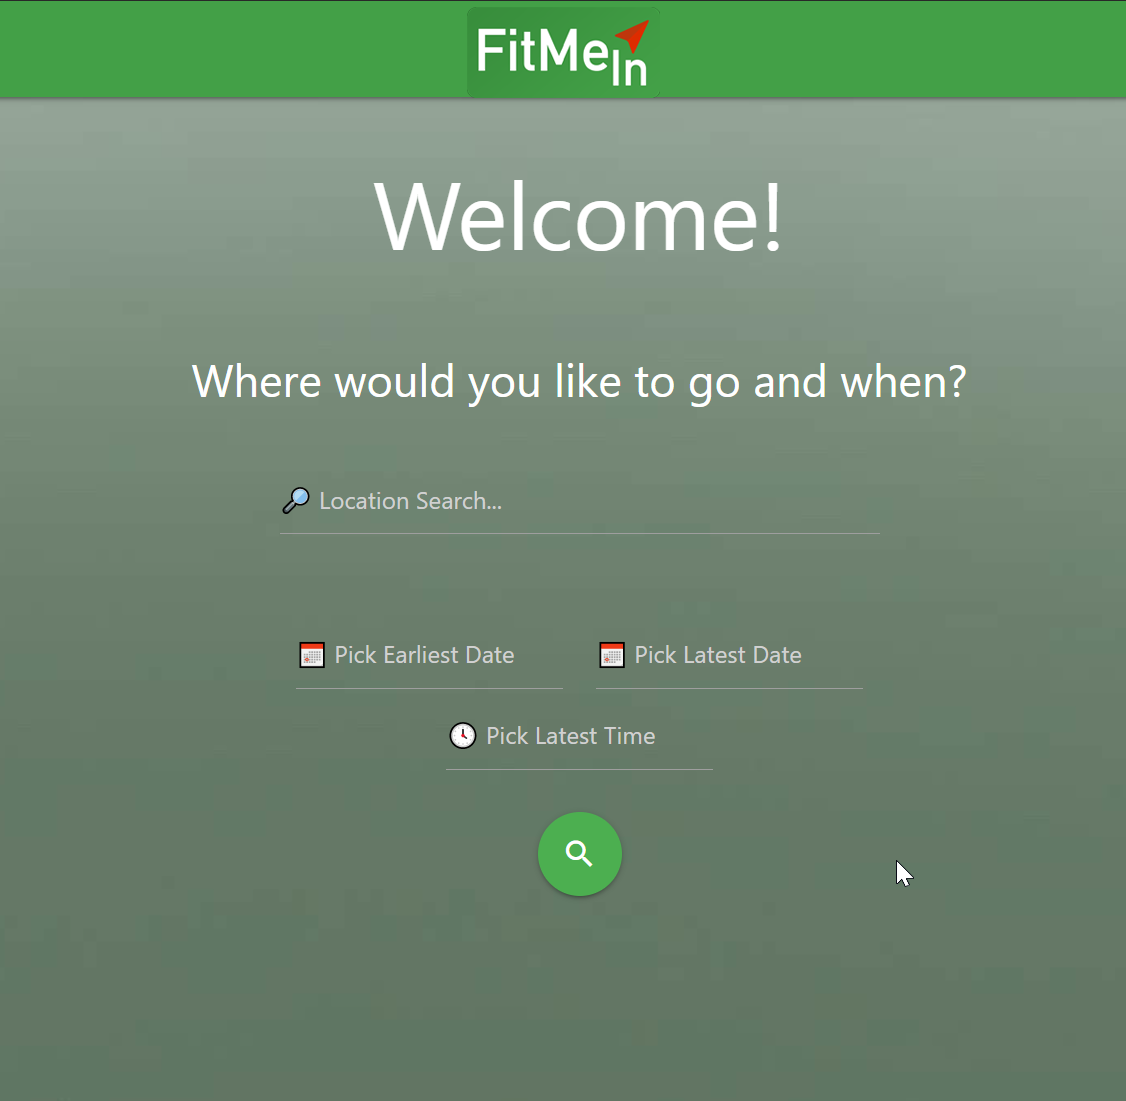 FitMeIn
Welcome!
Where would you like to go and when?
🔎 Location Search...
📅 Pick Earliest Date
📅 Pick Latest Date
🕒 Pick Latest Time